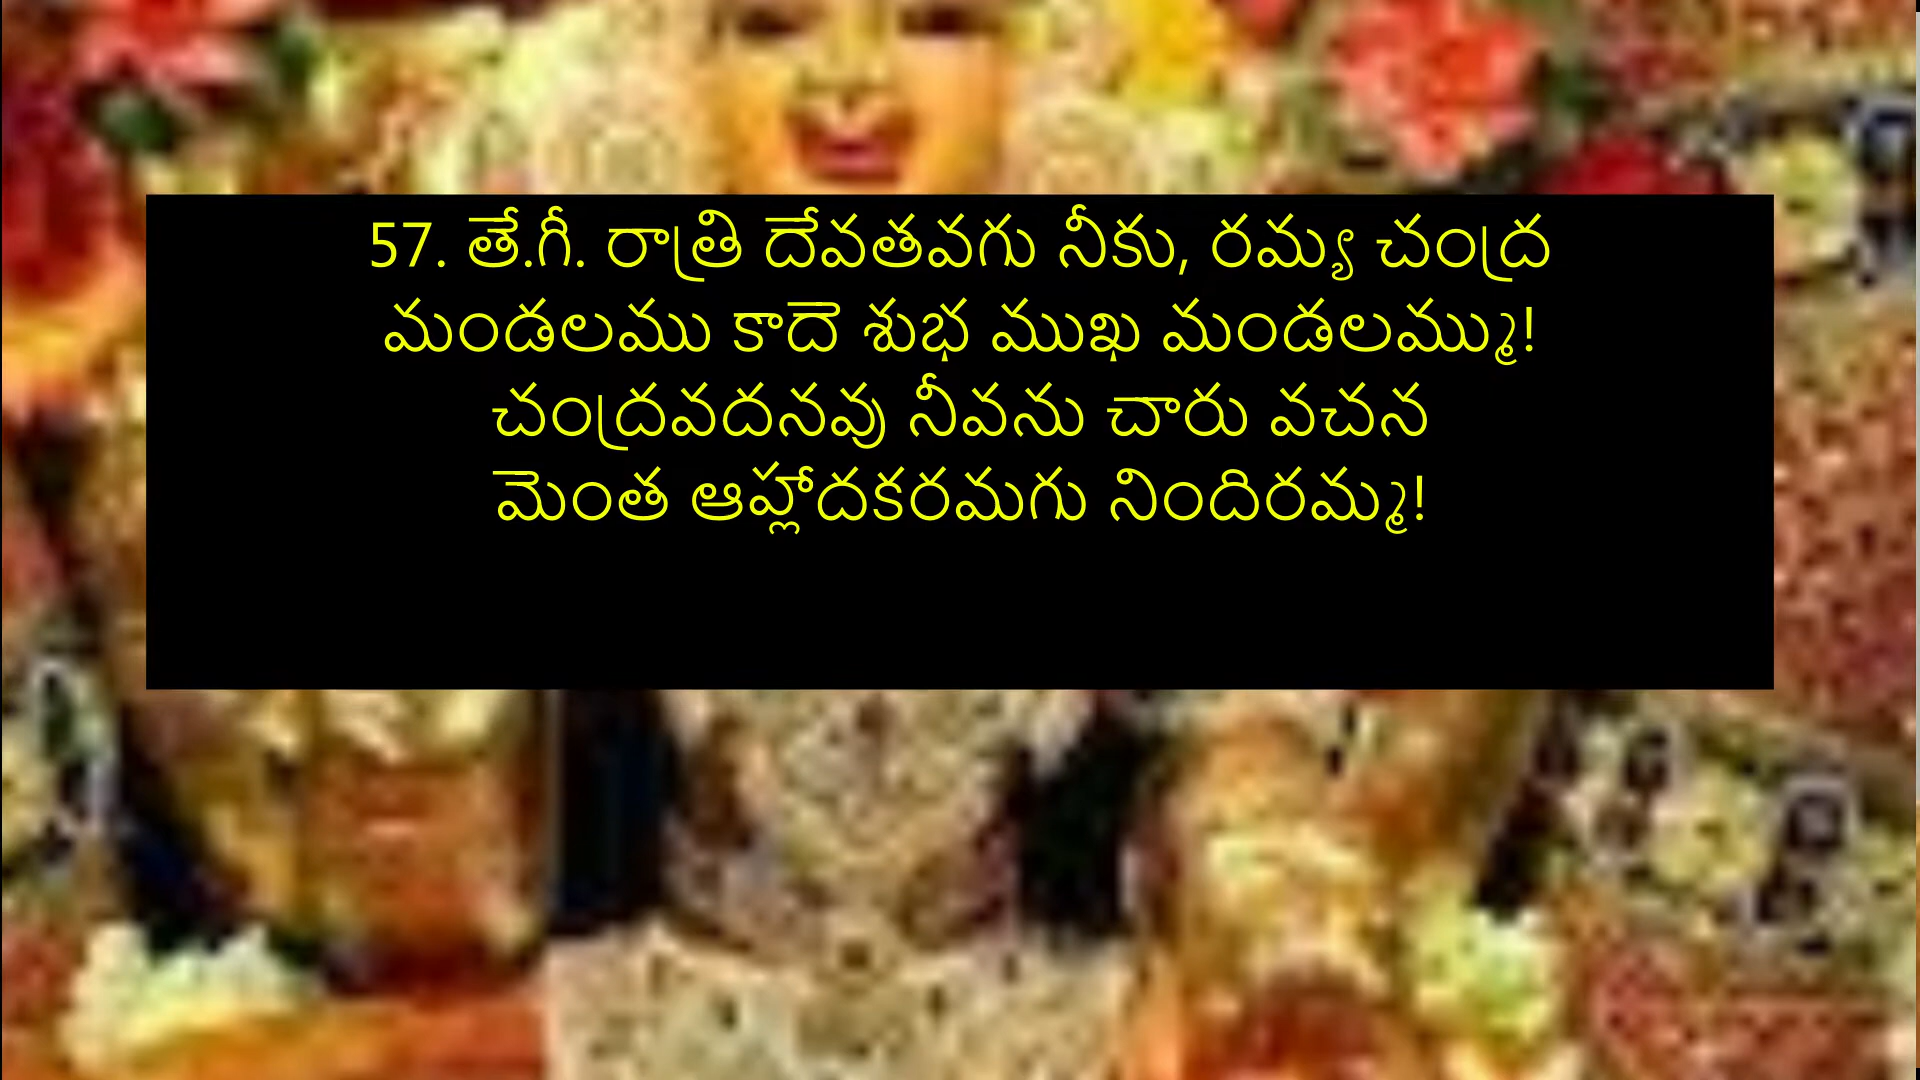 57. తే.గీ. రాత్రి దేవతవగు నీకు, రమ్య చంద్ర
మండలము కాదె శుభ ముఖ మండలమ్ము!
చంద్రవదనవు నీవను చారు వచన
మెంత ఆహ్లాదకరమగు నిందిరమ్మ!